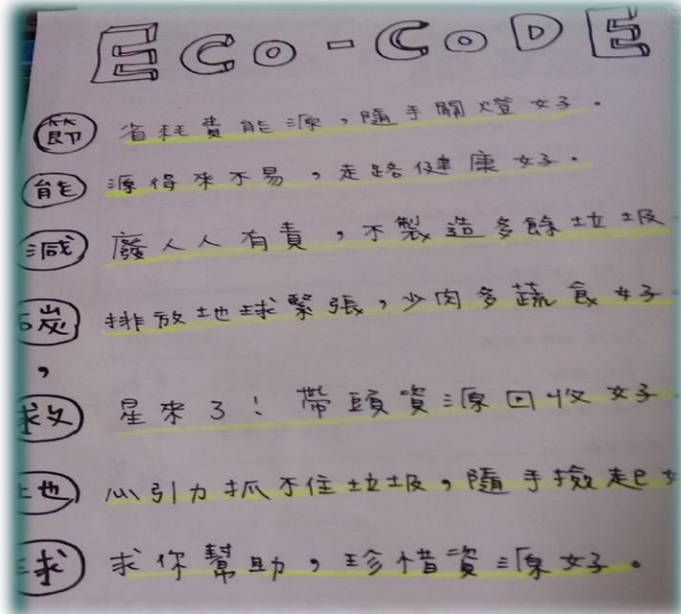 ECO-CODE
節 省耗費能源，隨手關燈好。
能 源得來不易，走路健康好。
減 廢人人有責，不製造多餘垃圾
碳 排放地球緊張，少肉多蔬食好
，
救 星來了！帶頭資源回收好
地 心引力抓不住垃圾，隨手撿起
球 求你幫助，珍惜資源好。